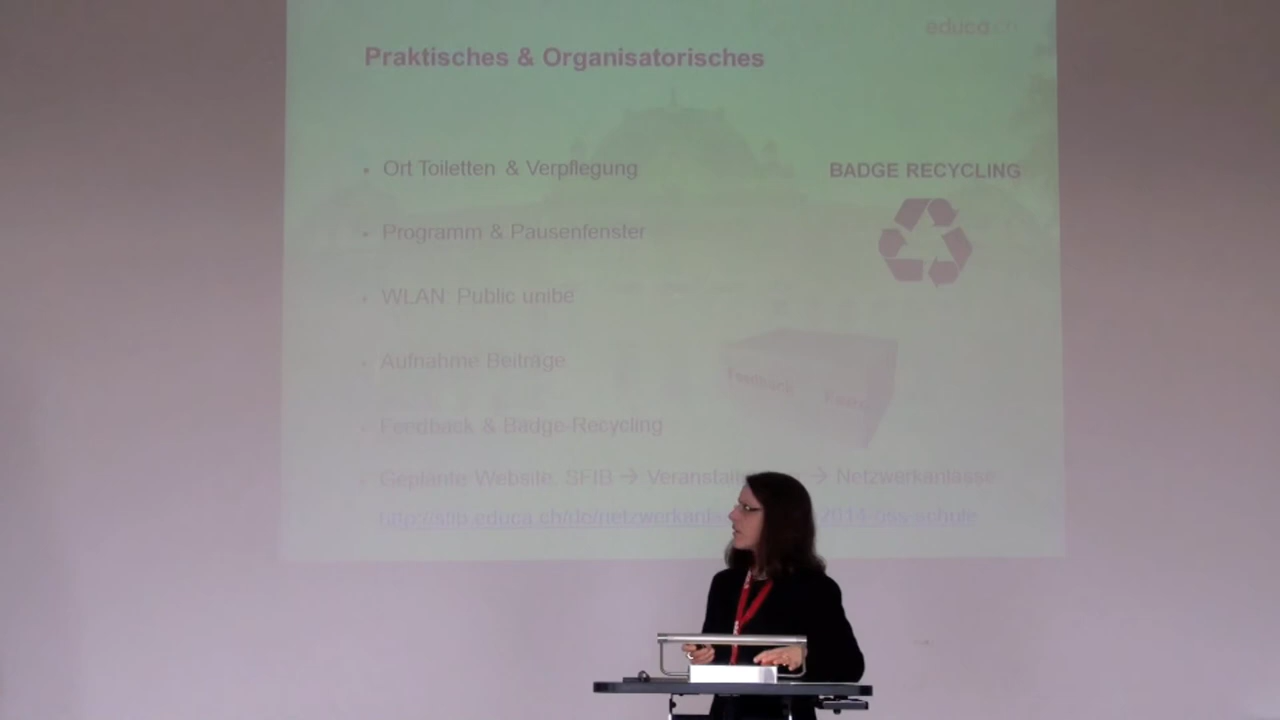 educa.ch
Praktisches & Organisatorisches
• Ort Toiletten & Verpflegung
BADGE RECYCLING
• Programm & Pausenfenster
• WLAN: Public unibe
• Aufnahme Beiträge
Feedback
• Feedback & Badge-Recycling
• Geplante Website, SFIB → → Netzwerkanlässe